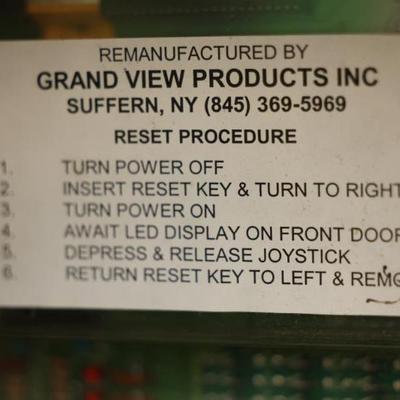 REMANUFACTURED BY
GRAND VIEW PRODUCTS INC
SUFFERN, NY (845) 369-5969
RESET PROCEDURE
1. TURN POWER OFF
2. INSERT RESET KEY & TURN TO RIGHT
3. TURN POWER ON
4. AWAIT LED DISPLAY ON FRONT DOOR
5. DEPRESS & RELEASE JOYSTICK
6. RETURN RESET KEY TO LEFT &